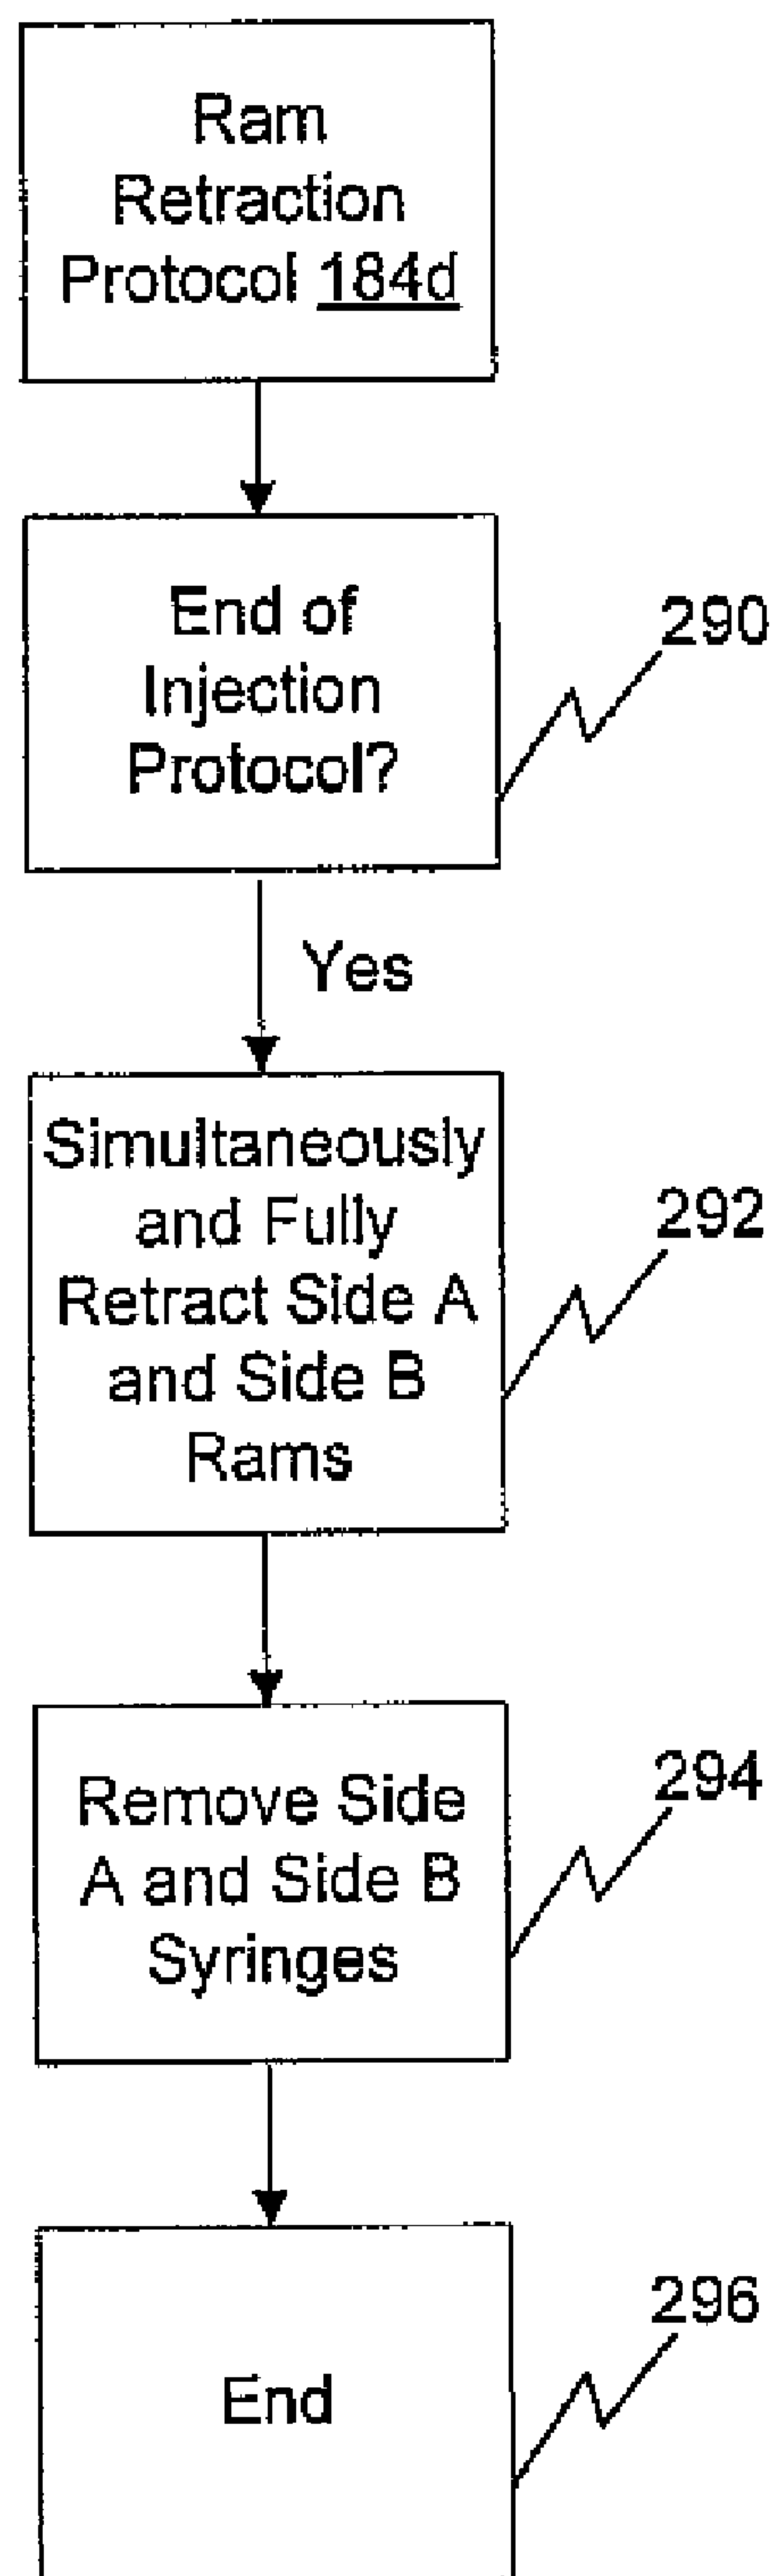 Ram
Retraction
Protocol 184d
End of
Injection
Protocol?
290
Yes
Simultaneously
and Fully
Retract Side A
and Side B
Rams
292
Remove Side
A and Side B
Syringes
294
End
296